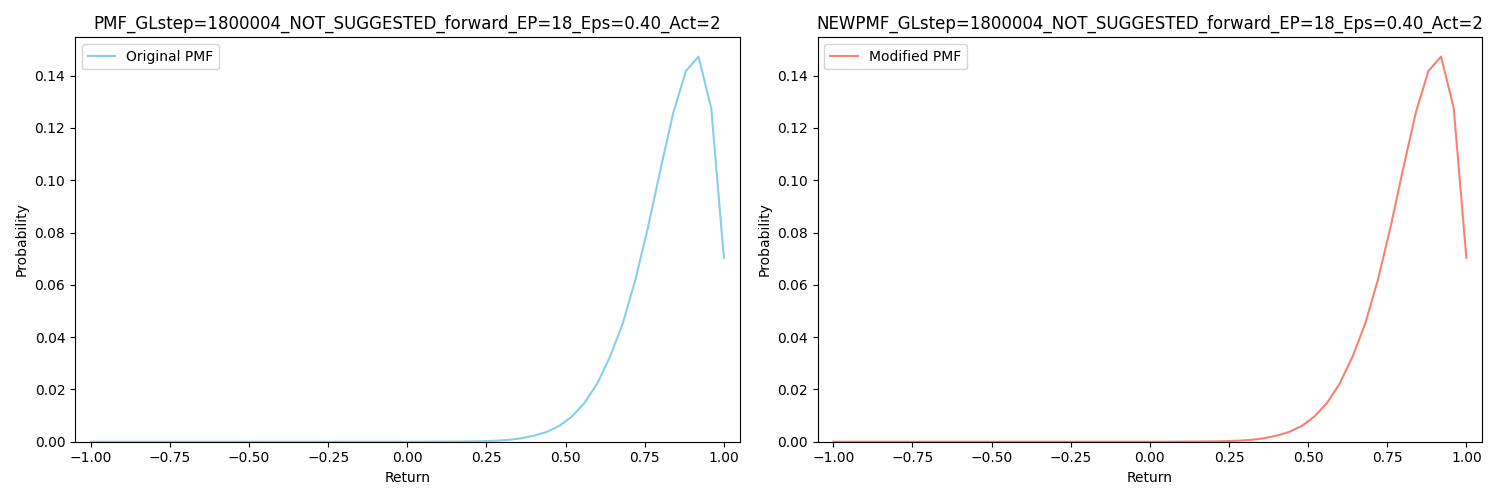 PMF_GLstep=1800004_NOT_SUGGESTED_forward_EP=18_Eps=0.40_Act=2
Original PMF
Probability
0.14
0.12
0.10
0.08
0.06
0.04
0.02
0.00
−1.00 −0.75 −0.50 −0.25 0.00 0.25 0.50 0.75 1.00
Return
NEWPMF_GLstep=1800004_NOT_SUGGESTED_forward_EP=18_Eps=0.40_Act=2
Modified PMF
Probability
0.14
0.12
0.10
0.08
0.06
0.04
0.02
0.00
−1.00 −0.75 −0.50 −0.25 0.00 0.25 0.50 0.75 1.00
Return